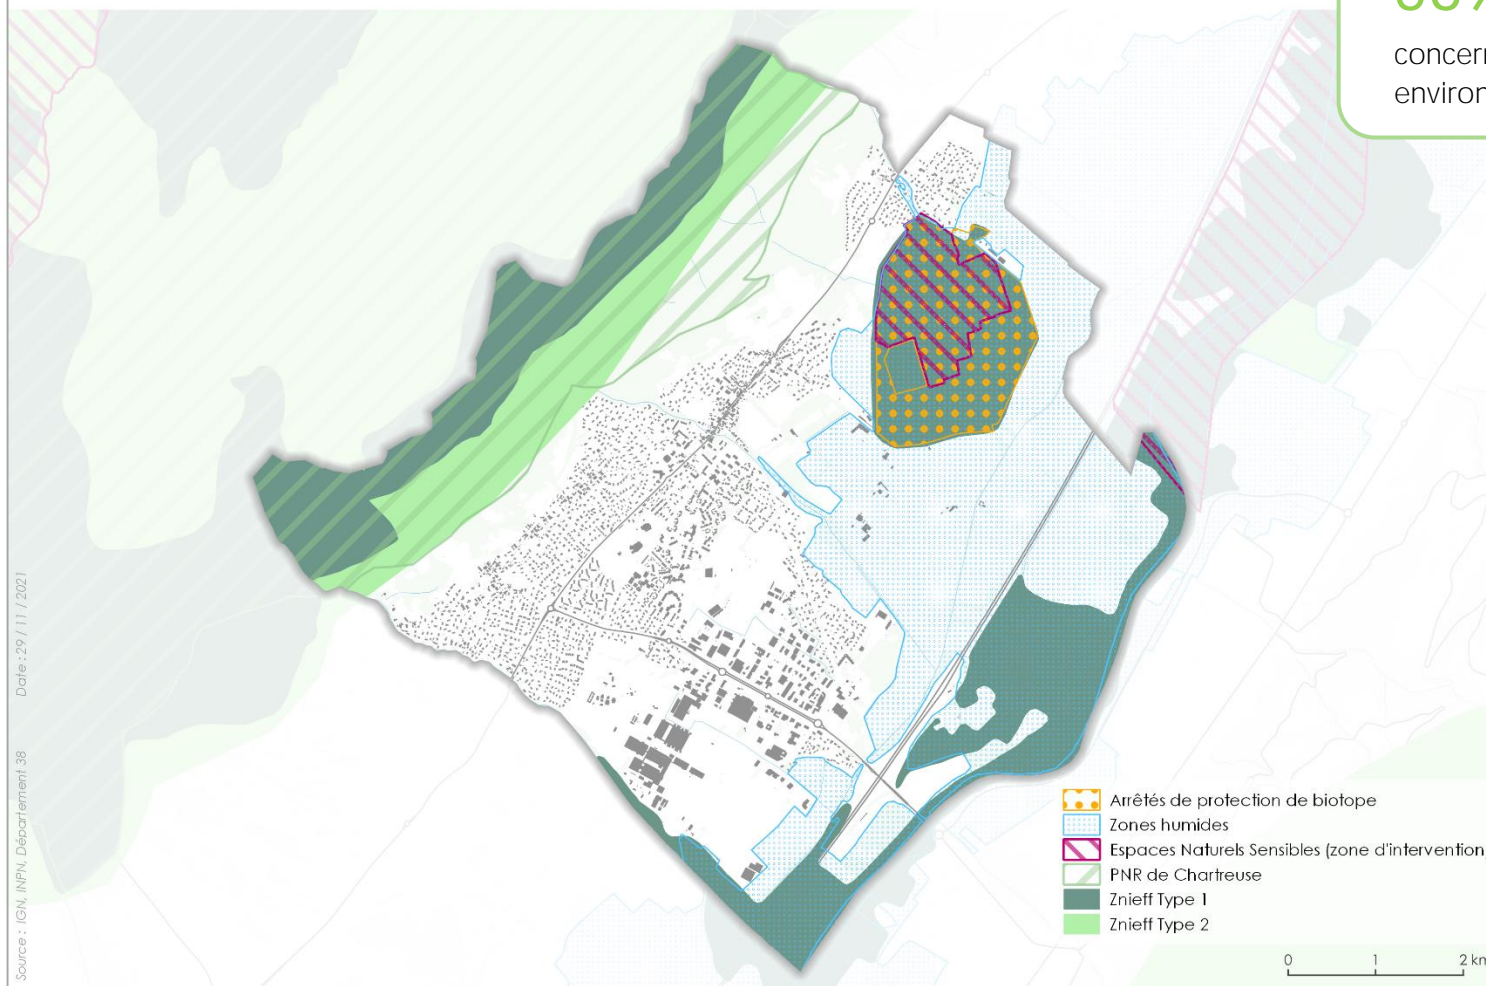 concern
environ
Arrêtés de protection de biotope
Zones humides
Espaces Naturels Sensibles (zone d'intervention
PNR de Chartreuse
Znieff Type 1
Znieff Type 2
0 1 2 km
Source : IGN, INPN, Département 38 Date : 29 / 11 / 2021